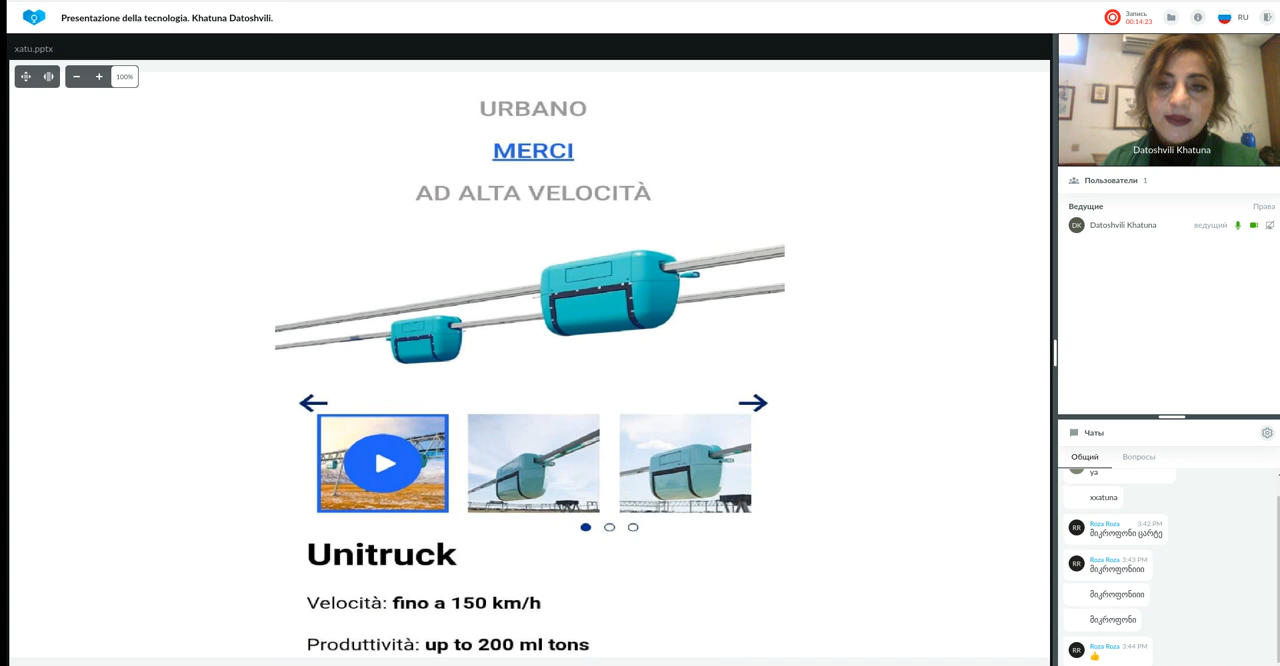 Presentazione della tecnologia. Khatuna Datoshvili.
Запись
00:14:23
RU
xatu.pptx
100%
URBANO
MERCI
AD ALTA VELOCITÀ
Unitruck
Velocità: fino a 150 km/h
Produttività: up to 200 ml tons
Datoshvili Khatuna
Пользователи 1
Ведущие Права
DK Datoshvili Khatuna ведущий
Чаты
Общий Вопросы
ya
xxatuna
RR Roza Roza 3:42 PM
მიკროფონი ცარტე
RR Roza Roza 3:43 PM
მიკროფონიიი
მიკროფონიიი
მიკროფონი
RR Roza Roza 3:44 PM
👍